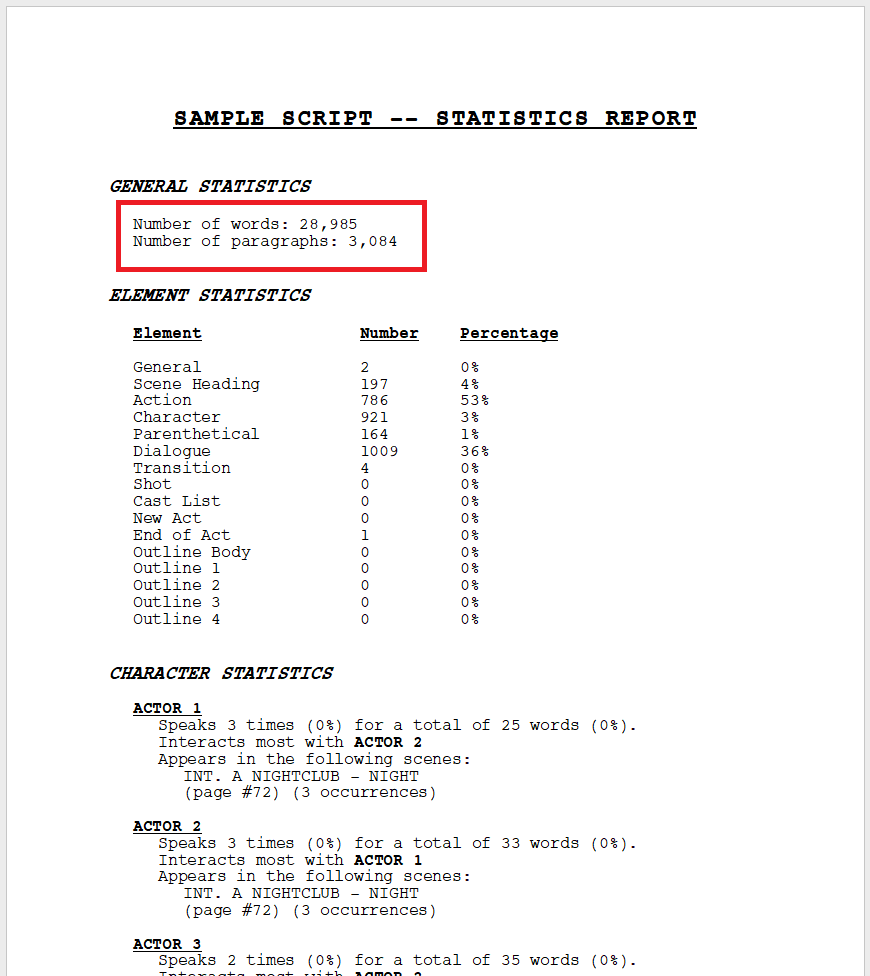 SAMPLE SCRIPT -- STATISTICS REPORT
GENERAL STATISTICS
Number of words: 28,985
Number of paragraphs: 3,084
ELEMENT STATISTICS
Element Number Percentage
General 2 0%
Scene Heading 197 4%
Action 786 53%
Character 921 3%
Parenthetical 164 1%
Dialogue 1009 36%
Transition 4 0%
Shot 0 0%
Cast List 0 0%
New Act 0 0%
End of Act 1 0%
Outline Body 0 0%
Outline 1 0 0%
Outline 2 0 0%
Outline 3 0 0%
Outline 4 0 0%
CHARACTER STATISTICS
ACTOR 1
Speaks 3 times (0%) for a total of 25 words (0%).
Interacts most with ACTOR 2
Appears in the following scenes:
INT. A NIGHTCLUB - NIGHT
(page #72) (3 occurrences)
ACTOR 2
Speaks 3 times (0%) for a total of 33 words (0%).
Interacts most with ACTOR 1
Appears in the following scenes:
INT. A NIGHTCLUB - NIGHT
(page #72) (3 occurrences)
ACTOR 3
Speaks 2 times (0%) for a total of 35 words (0%).
Interacts most with ACTOR